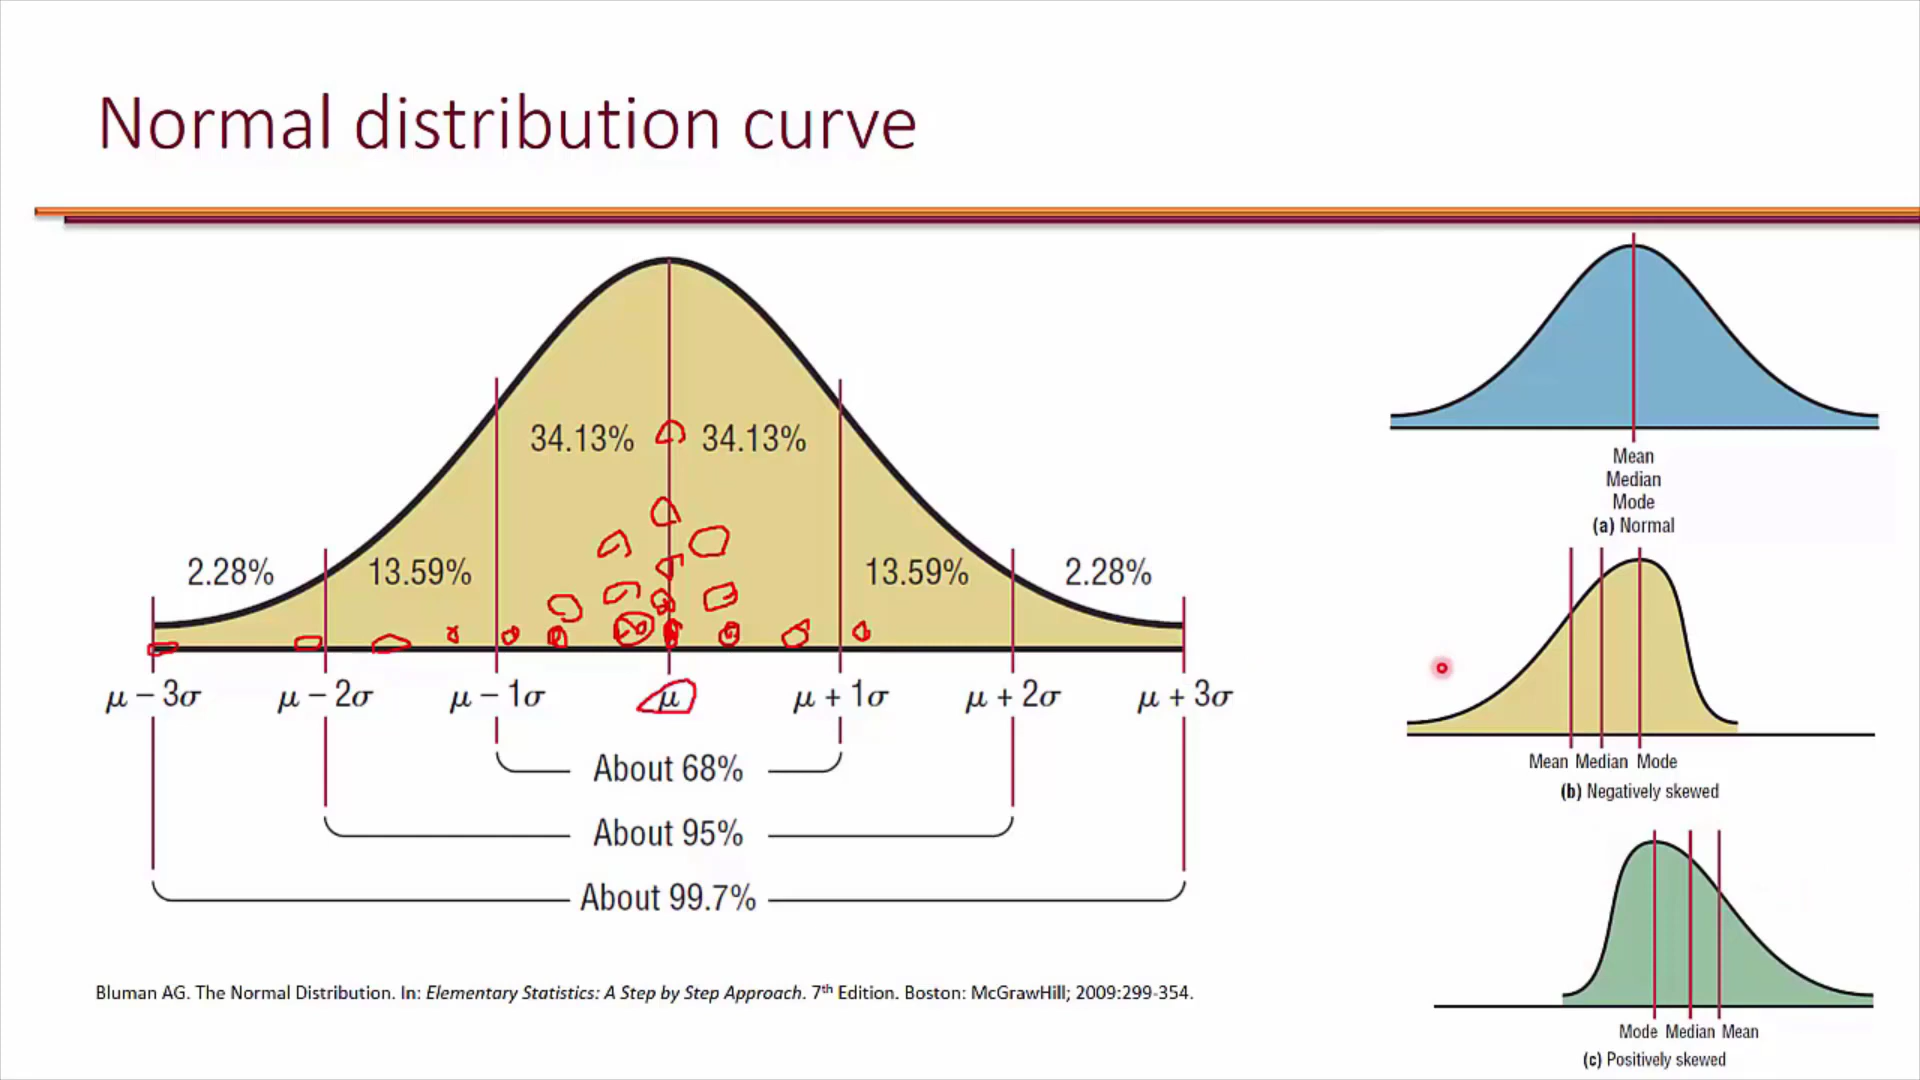 Normal distribution curve
34.13% 34.13%
2.28% 13.59% 13.59% 2.28%
μ − 3σ μ − 2σ μ − 1σ μ μ + 1σ μ + 2σ μ + 3σ
About 68%
About 95%
About 99.7%
Bluman AG. The Normal Distribution. In: Elementary Statistics: A Step by Step Approach. 7th Edition. Boston: McGrawHill; 2009:299-354.
Mean
Median
Mode
(a) Normal
Mean Median Mode
(b) Negatively skewed
Mode Median Mean
(c) Positively skewed